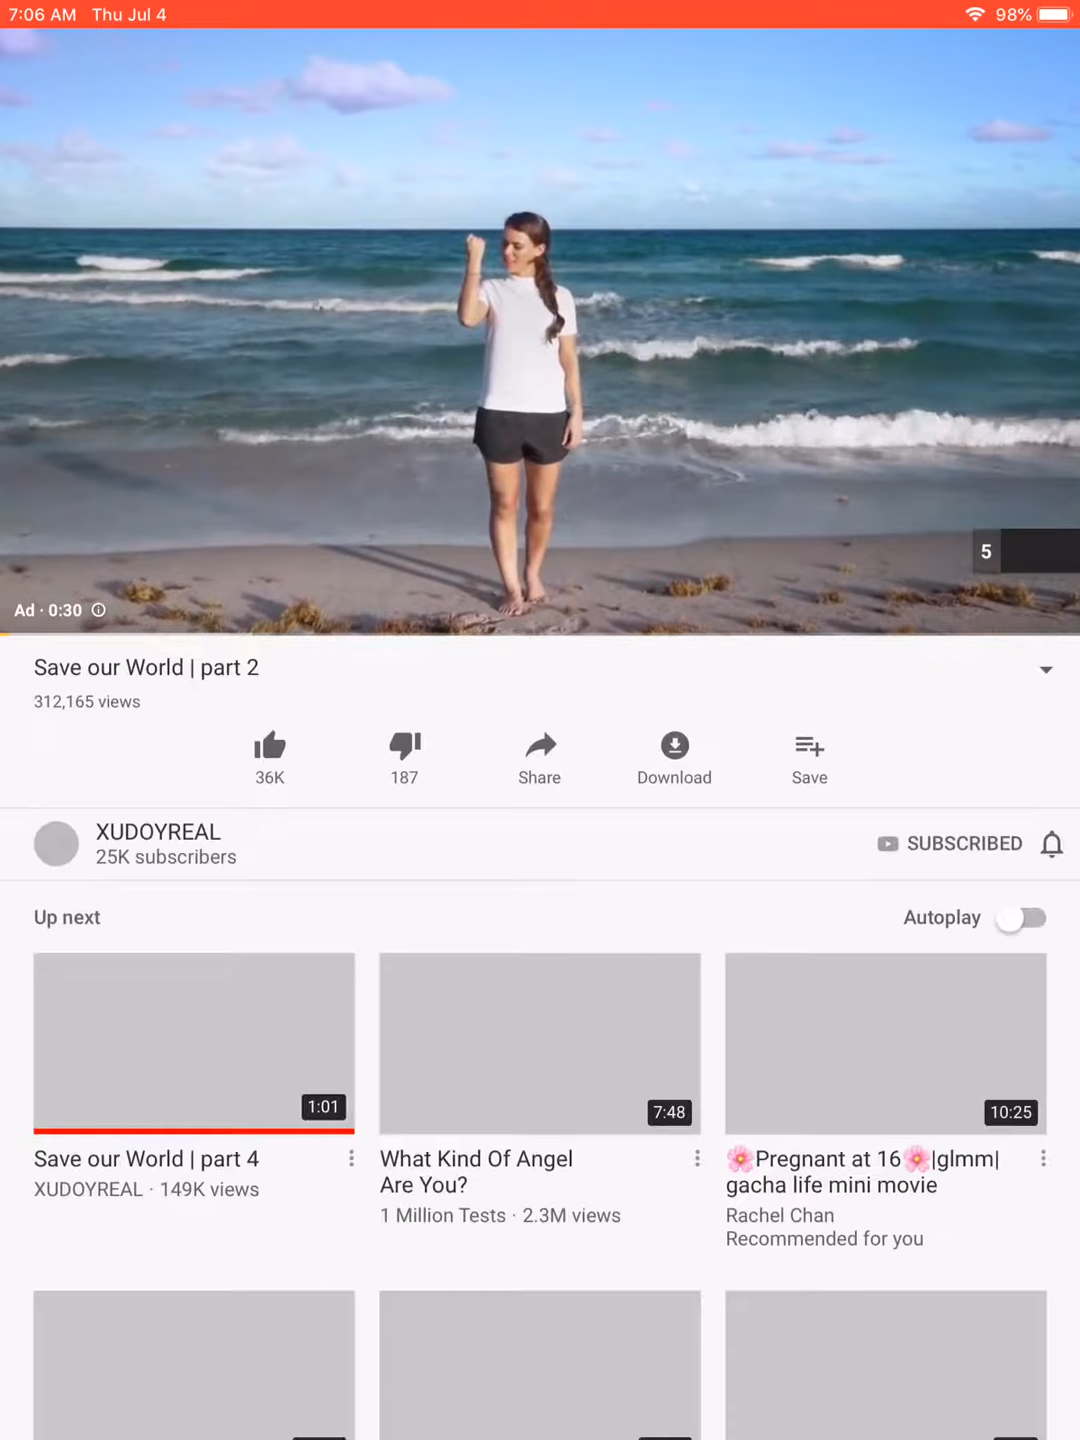 7:06 AM Thu Jul 4
98%
5
Ad · 0:30
Save our World | part 2
312,165 views
36K
187
Share
Download
Save
XUDOYREAL
25K subscribers
SUBSCRIBED
Up next
Autoplay
1:01
7:48
10:25
Save our World | part 4
XUDOYREAL · 149K views
What Kind Of Angel
Are You?
1 Million Tests · 2.3M views
🌸Pregnant at 16🌸|glmm|
gacha life mini movie
Rachel Chan
Recommended for you